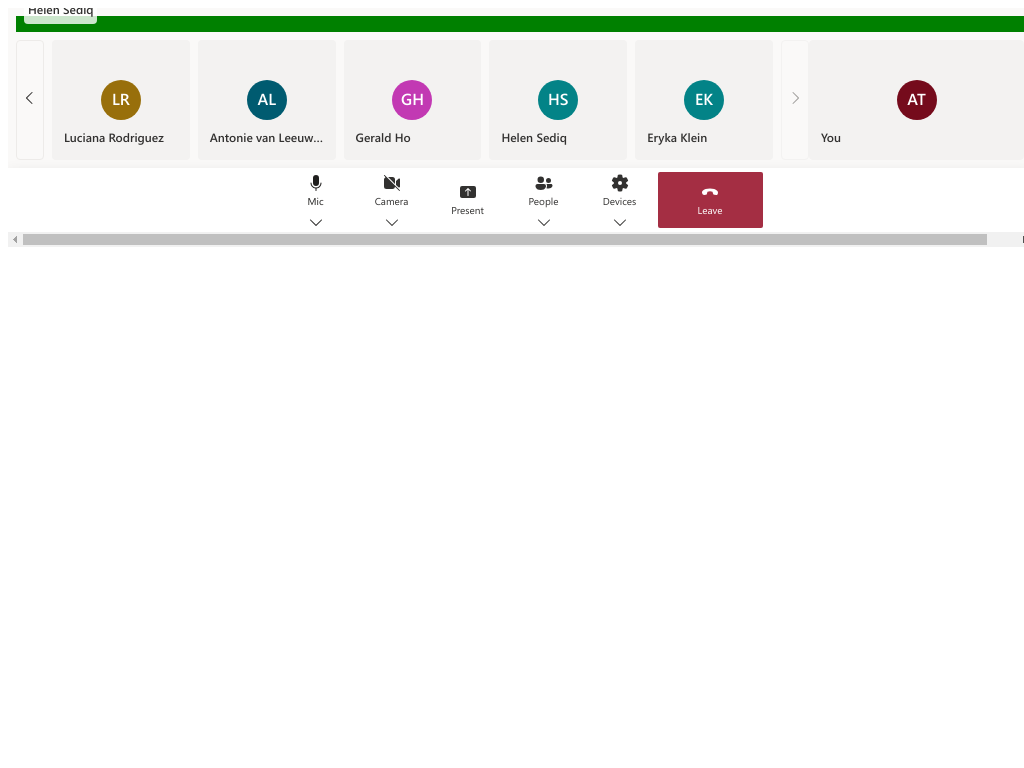 Helen Sediq
LR
AL
GH
HS
EK
AT
Luciana Rodriguez
Antonie van Leeuw...
Gerald Ho
Helen Sediq
Eryka Klein
You
Mic
Camera
Present
People
Devices
Leave